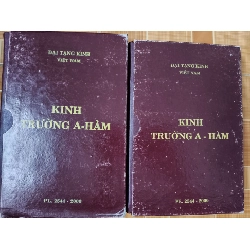 ĐẠI TẠNG KINH
VIỆT NAM
KINH
TRƯỜNG A-HÀM
PL. 2544 - 2000
ĐẠI TẠNG KINH
VIỆT NAM
KINH
TRƯỜNG A - HÀM
PL. 2544 - 2000